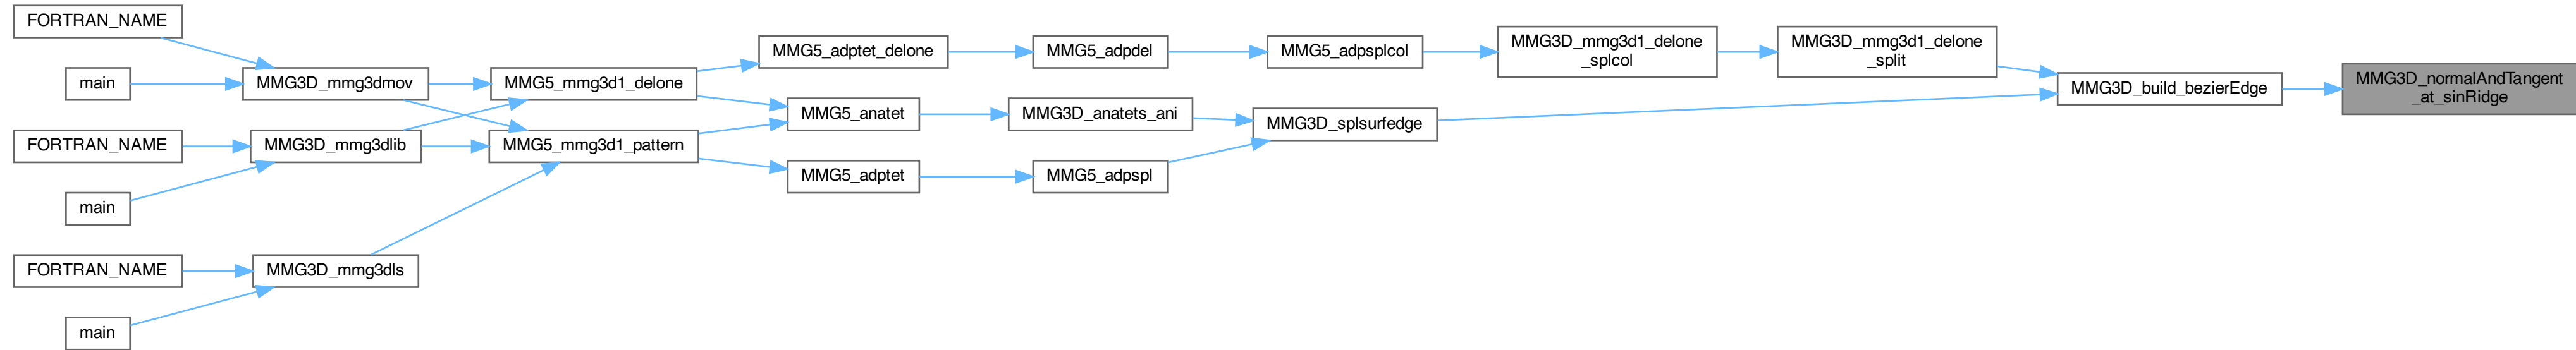 FORTRAN_NAME
main
MMG3D_mmg3dmov
FORTRAN_NAME
MMG3D_mmg3dlib
main
FORTRAN_NAME
MMG3D_mmg3dls
main
MMG5_mmg3d1_delone
MMG5_mmg3d1_pattern
MMG5_adptet_delone
MMG5_anatet
MMG5_adptet
MMG5_adpdel
MMG3D_anatets_ani
MMG5_adpspl
MMG5_adpsplcol
MMG3D_splsurfedge
MMG3D_mmg3d1_delone
_splcol
MMG3D_mmg3d1_delone
_split
MMG3D_build_bezierEdge
MMG3D_normalAndTangent
_at_sinRidge